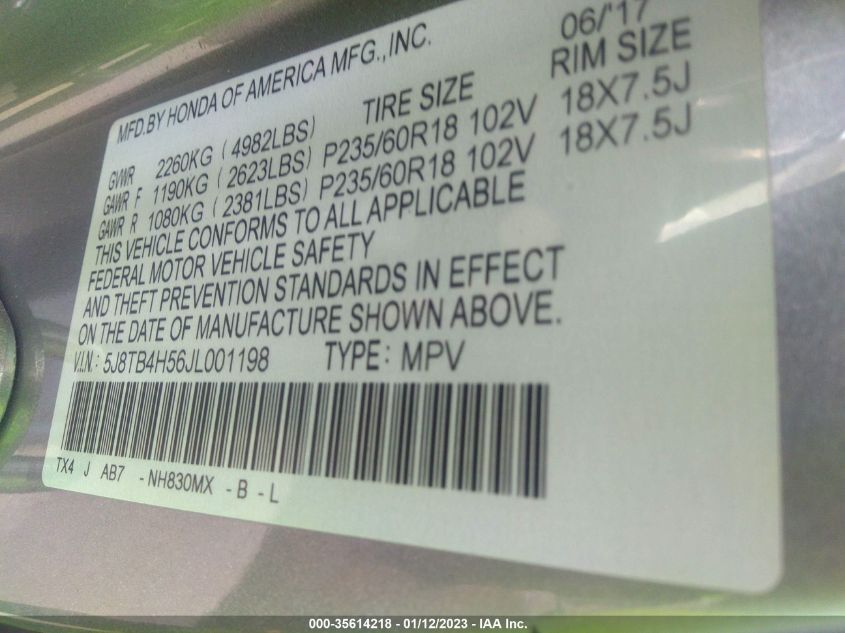 MFD.BY HONDA OF AMERICA MFG.,INC. 06/'17
TIRE SIZE RIM SIZE
GVWR 2260KG (4982LBS)
GAWR F 1190KG (2623LBS) P235/60R18 102V 18X7.5J
GAWR R 1080KG (2381LBS) P235/60R18 102V 18X7.5J
THIS VEHICLE CONFORMS TO ALL APPLICABLE
FEDERAL MOTOR VEHICLE SAFETY
AND THEFT PREVENTION STANDARDS IN EFFECT
ON THE DATE OF MANUFACTURE SHOWN ABOVE.
V.I.N.: 5J8TB4H56JL001198 TYPE: MPV
TX4 J AB7 -NH830MX -B -L
000-35614218 - 01/12/2023 - IAA Inc.